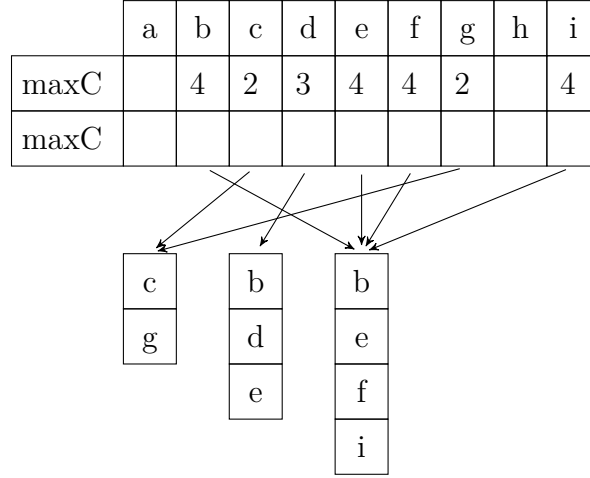 a b c d e f g h i
maxC 4 2 3 4 4 2 4
maxC
c b b
g d e
e f
i